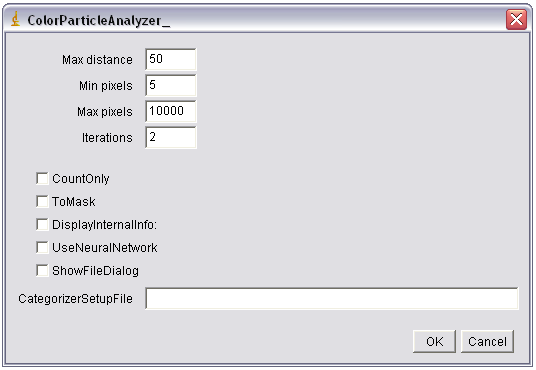 ColorParticleAnalyzer_
Max distance 50
Min pixels 5
Max pixels 10000
Iterations 2
CountOnly
ToMask
DisplayInternalInfo:
UseNeuralNetwork
ShowFileDialog
CategorizerSetupFile
OK Cancel